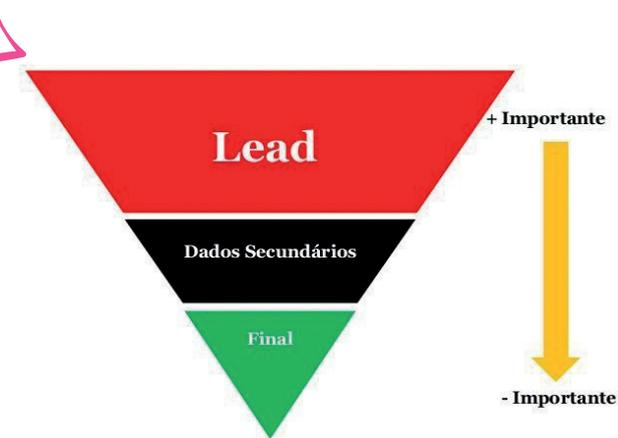 + Importante
Lead
Dados Secundários
Final
- Importante